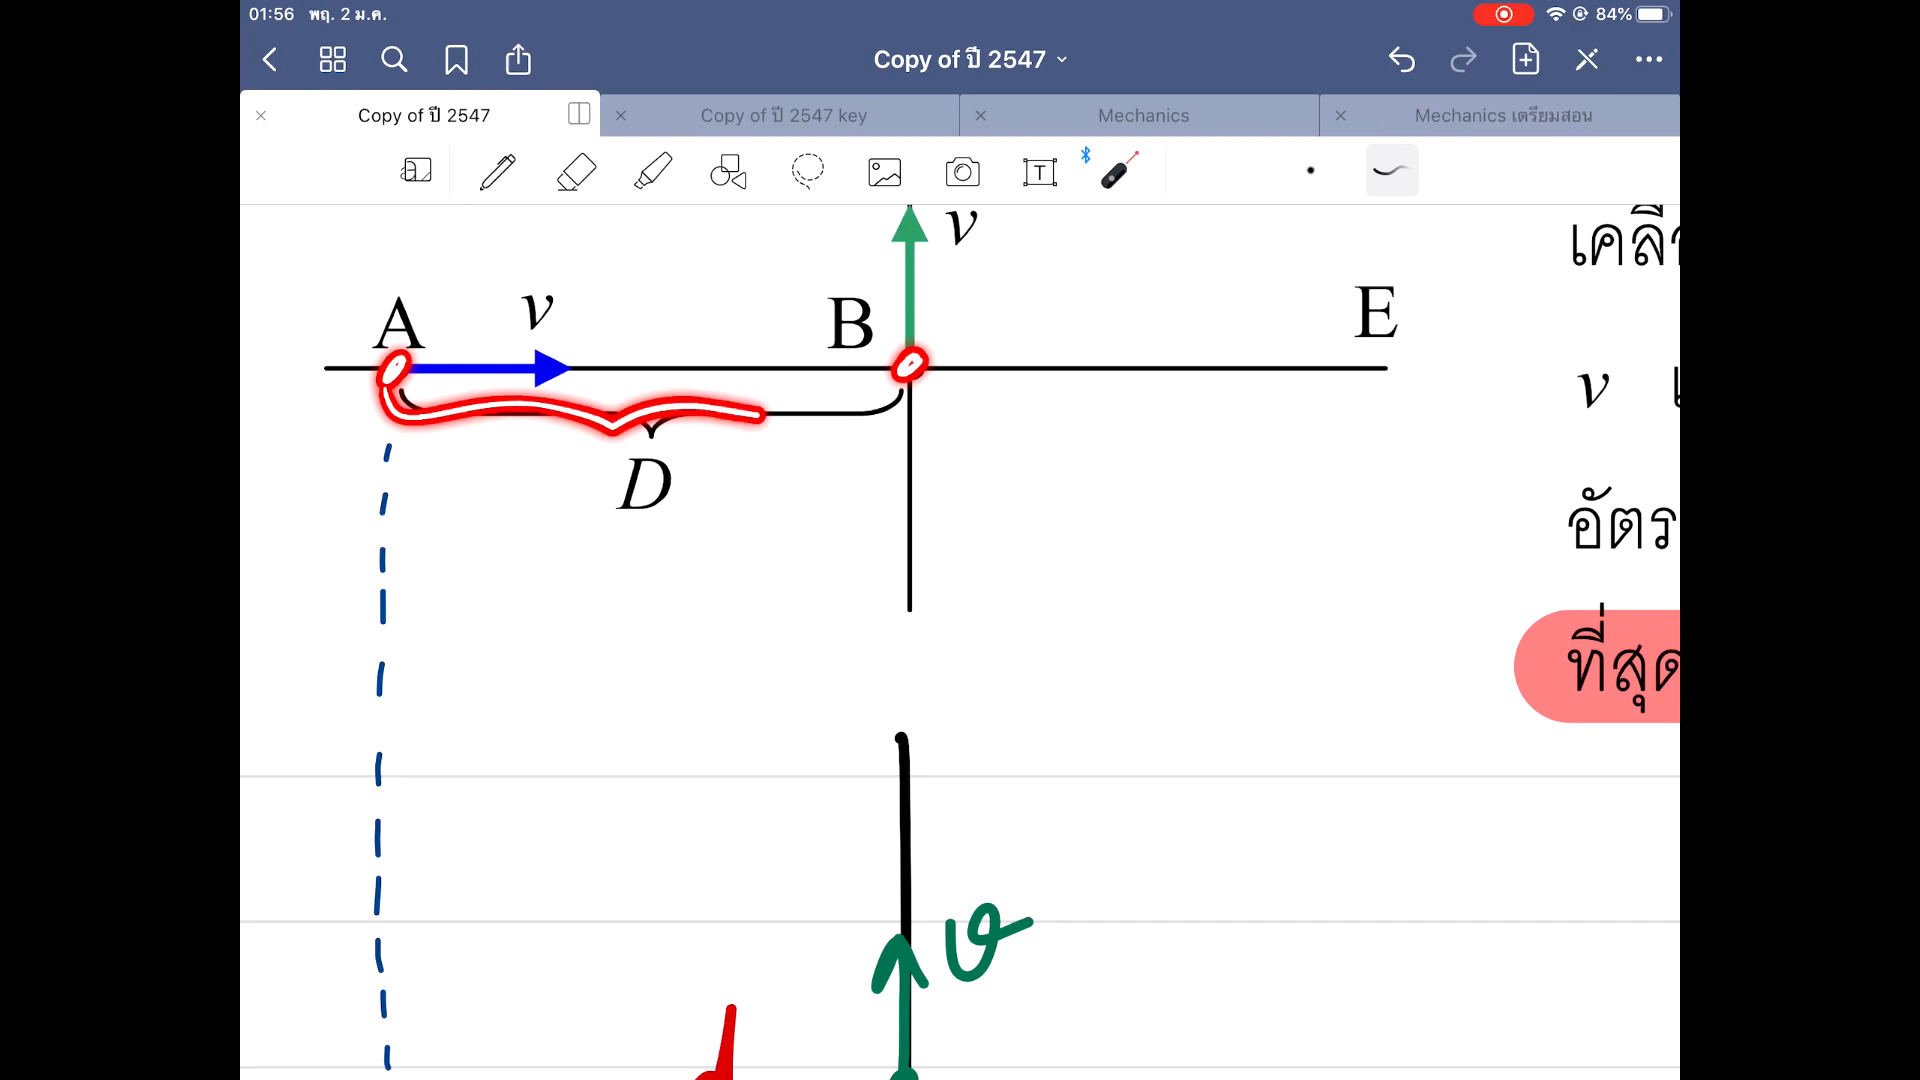 01:56 พฤ. 2 ม.ค. 84%
Copy of ปี 2547
Copy of ปี 2547 Copy of ปี 2547 key Mechanics Mechanics เตรียมสอน
v
A v B E
D
v
อัตร
ที่สุด
v